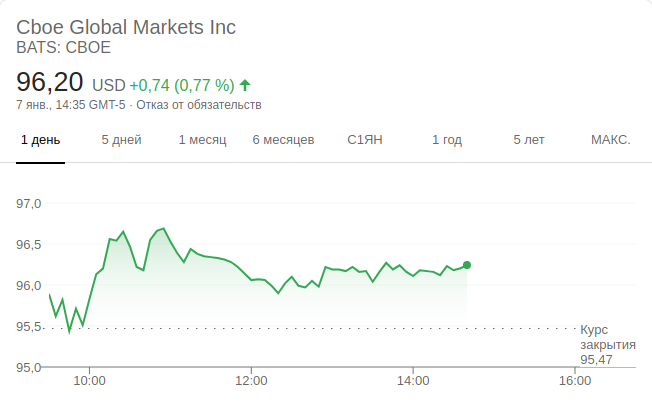 Cboe Global Markets Inc
BATS: CBOE
96,20 USD +0,74 (0,77 %)
7 янв., 14:35 GMT-5 · Отказ от обязательств
1 день 5 дней 1 месяц 6 месяцев С1ЯН 1 год 5 лет МАКС.
97,0
96,5
96,0
95,5
Курс
закрытия
95,47
95,0
10:00 12:00 14:00 16:00